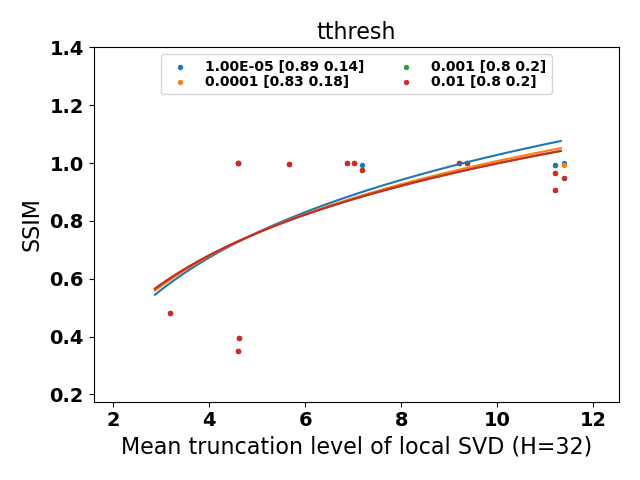 tthresh
1.00E-05 [0.89 0.14]
0.0001 [0.83 0.18]
0.001 [0.8 0.2]
0.01 [0.8 0.2]
1.4
1.2
1.0
0.8
0.6
0.4
0.2
SSIM
2 4 6 8 10 12
Mean truncation level of local SVD (H=32)